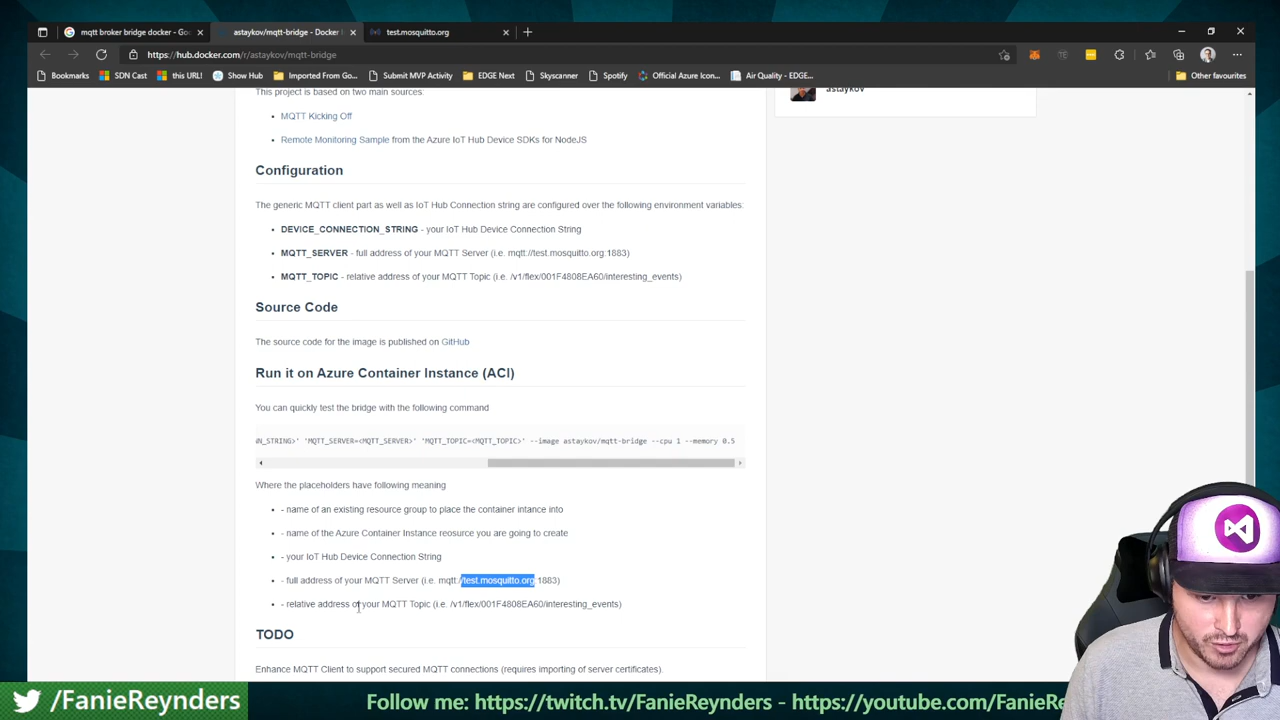 mqtt broker bridge docker - Goo
astaykov/mqtt-bridge - Docker I
test.mosquitto.org
https://hub.docker.com/r/astaykov/mqtt-bridge
Bookmarks
SDN Cast
this URL!
Show Hub
Imported From Go...
Submit MVP Activity
EDGE Next
Skyscanner
Spotify
Official Azure Icon...
Air Quality - EDGE...
Other favourites
This project is based on two main sources:
astaykov
• MQTT Kicking Off
• Remote Monitoring Sample from the Azure IoT Hub Device SDKs for NodeJS
Configuration
The generic MQTT client part as well as IoT Hub Connection string are configured over the following environment variables:
• DEVICE_CONNECTION_STRING - your IoT Hub Device Connection String
• MQTT_SERVER - full address of your MQTT Server (i.e. mqtt://test.mosquitto.org:1883)
• MQTT_TOPIC - relative address of your MQTT Topic (i.e. /v1/flex/001F4808EA60/interesting_events)
Source Code
The source code for the image is published on GitHub
Run it on Azure Container Instance (ACI)
You can quickly test the bridge with the following command
N_STRING>' 'MQTT_SERVER=<MQTT_SERVER>' 'MQTT_TOPIC=<MQTT_TOPIC>' --image astaykov/mqtt-bridge --cpu 1 --memory 0.5
Where the placeholders have following meaning
• - name of an existing resource group to place the container intance into
• - name of the Azure Container Instance reosurce you are going to create
• - your IoT Hub Device Connection String
• - full address of your MQTT Server (i.e. mqtt://test.mosquitto.org:1883)
• - relative address of your MQTT Topic (i.e. /v1/flex/001F4808EA60/interesting_events)
TODO
Enhance MQTT Client to support secured MQTT connections (requires importing of server certificates).
/FanieReynders
Follow me: https://twitch.tv/FanieReynders - https://youtube.com/FanieRe